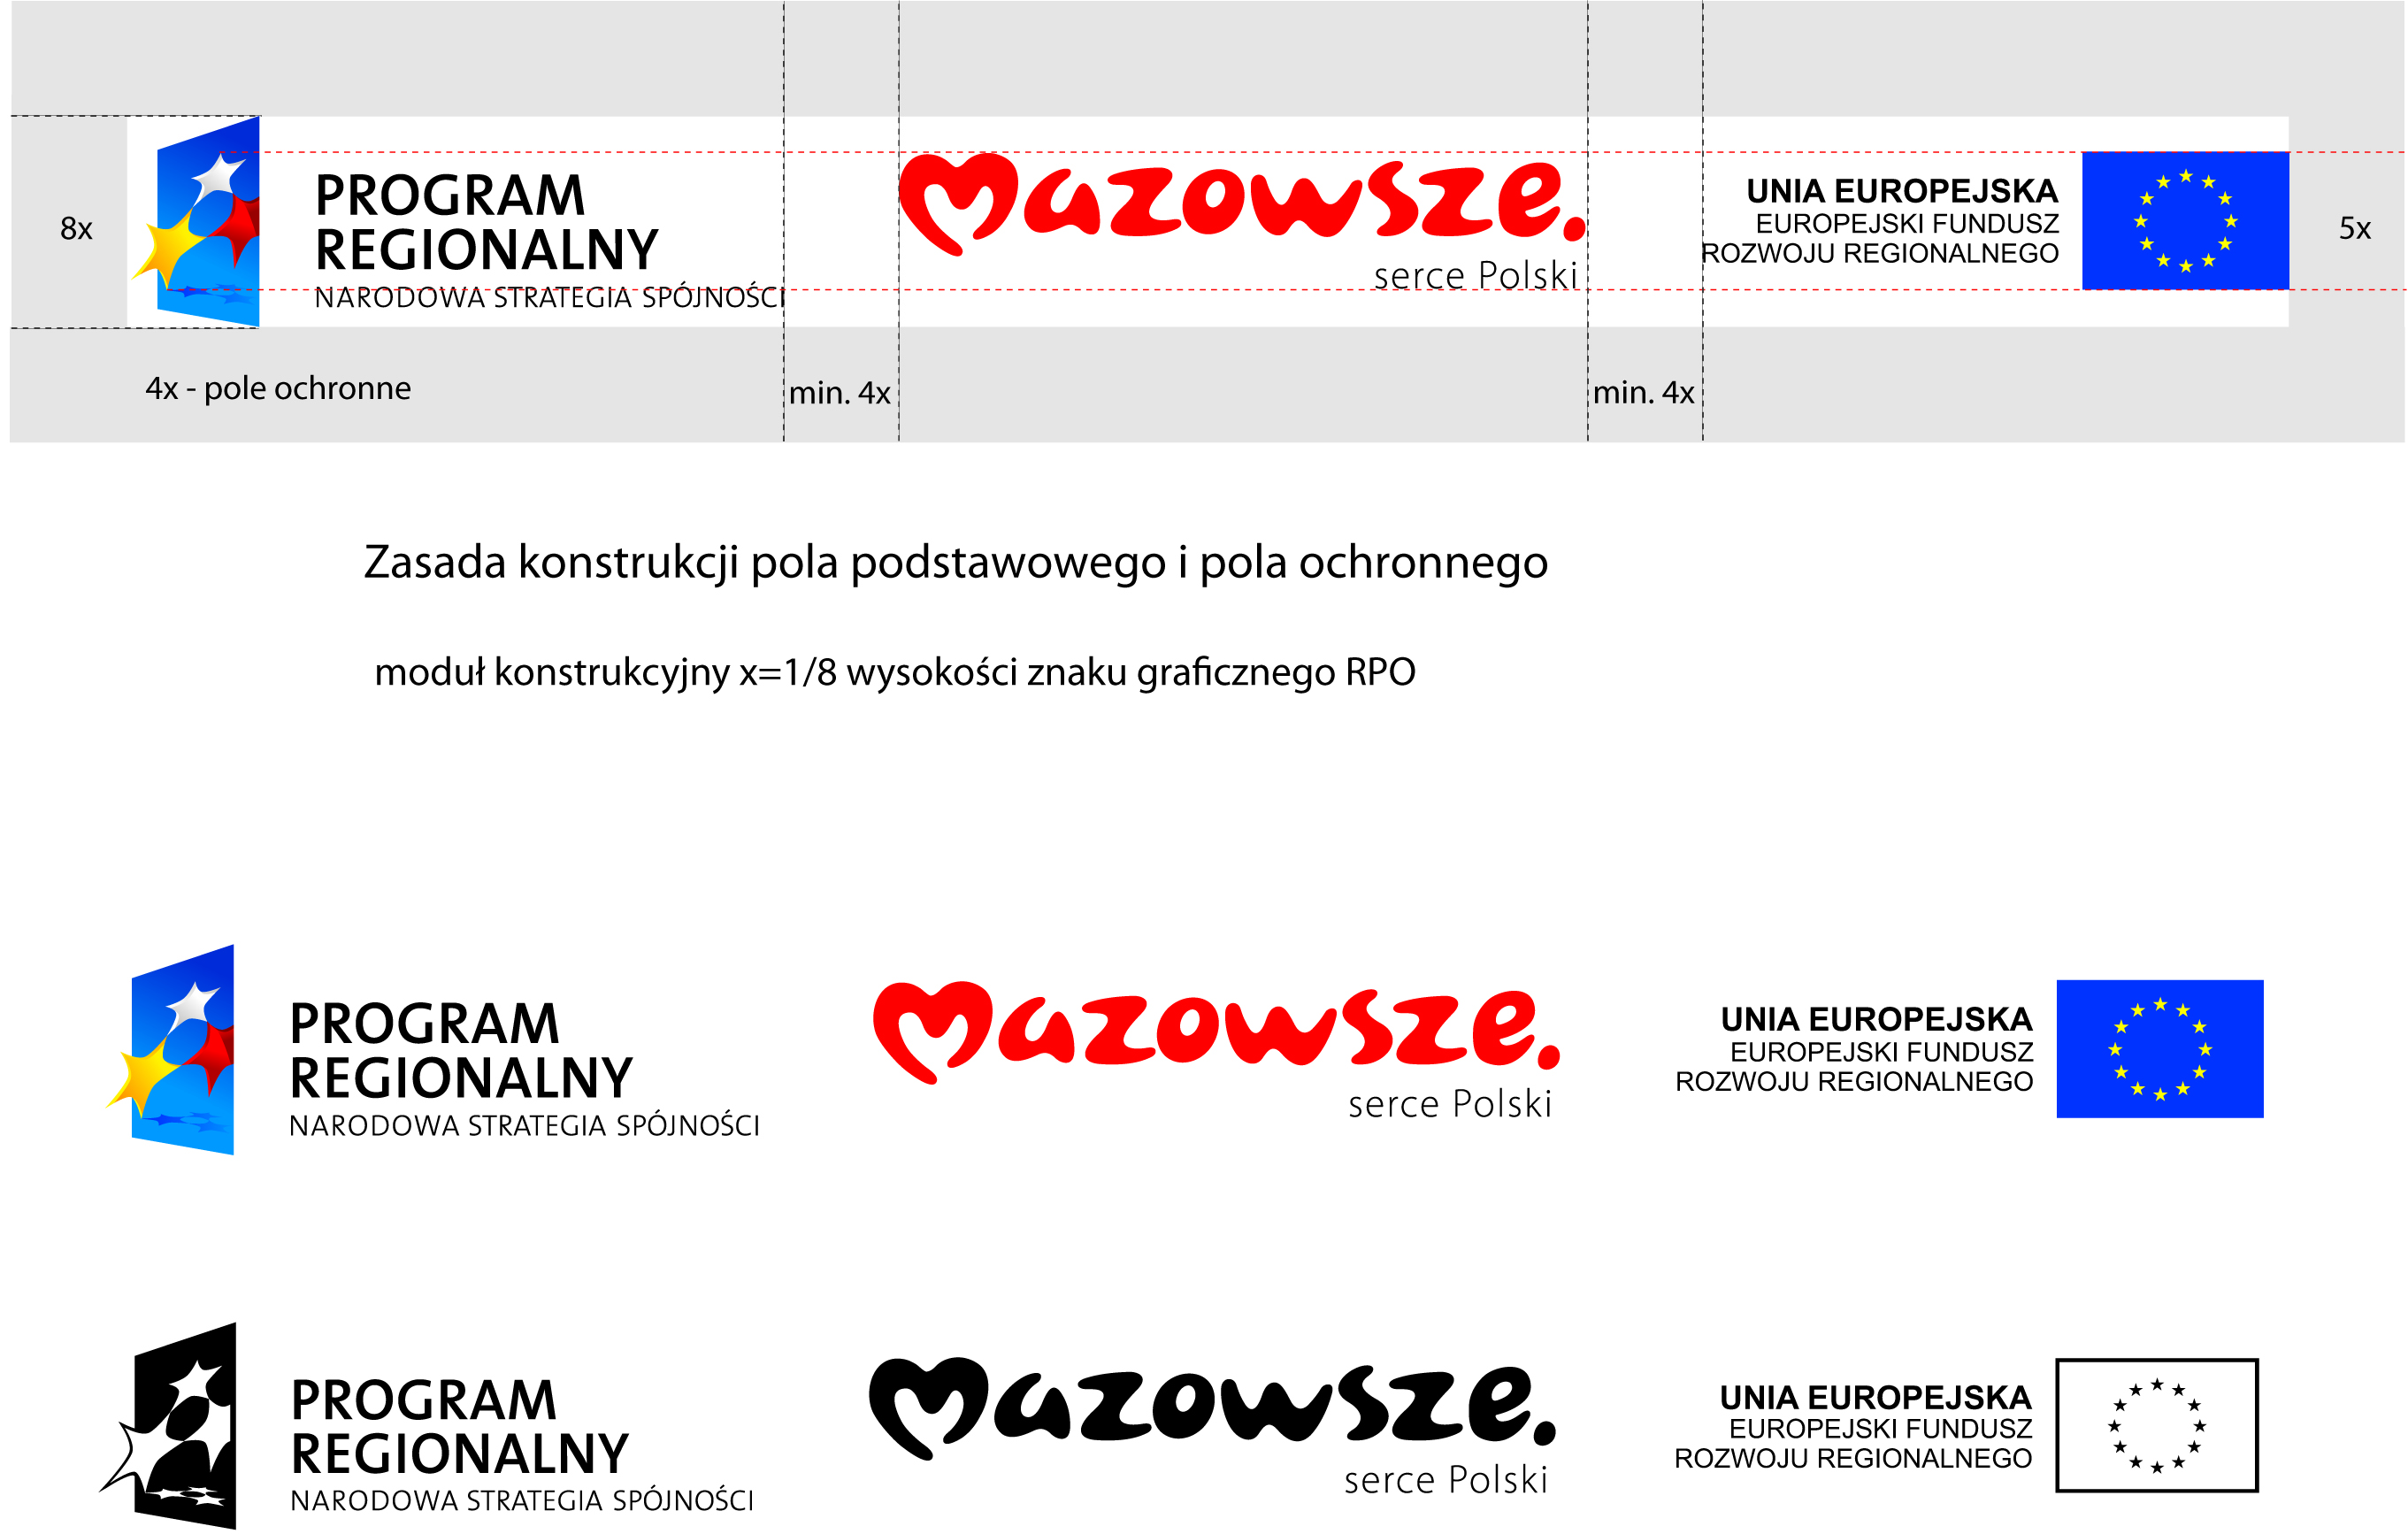 8x
PROGRAM
REGIONALNY
NARODOWA STRATEGIA SPÓJNOŚCI
mazowsze.
serce Polski
UNIA EUROPEJSKA
EUROPEJSKI FUNDUSZ
ROZWOJU REGIONALNEGO
5x
4x - pole ochronne
min. 4x
min. 4x
Zasada konstrukcji pola podstawowego i pola ochronnego
moduł konstrukcyjny x=1/8 wysokości znaku graficznego RPO
PROGRAM
REGIONALNY
NARODOWA STRATEGIA SPÓJNOŚCI
mazowsze.
serce Polski
UNIA EUROPEJSKA
EUROPEJSKI FUNDUSZ
ROZWOJU REGIONALNEGO
PROGRAM
REGIONALNY
NARODOWA STRATEGIA SPÓJNOŚCI
mazowsze.
serce Polski
UNIA EUROPEJSKA
EUROPEJSKI FUNDUSZ
ROZWOJU REGIONALNEGO